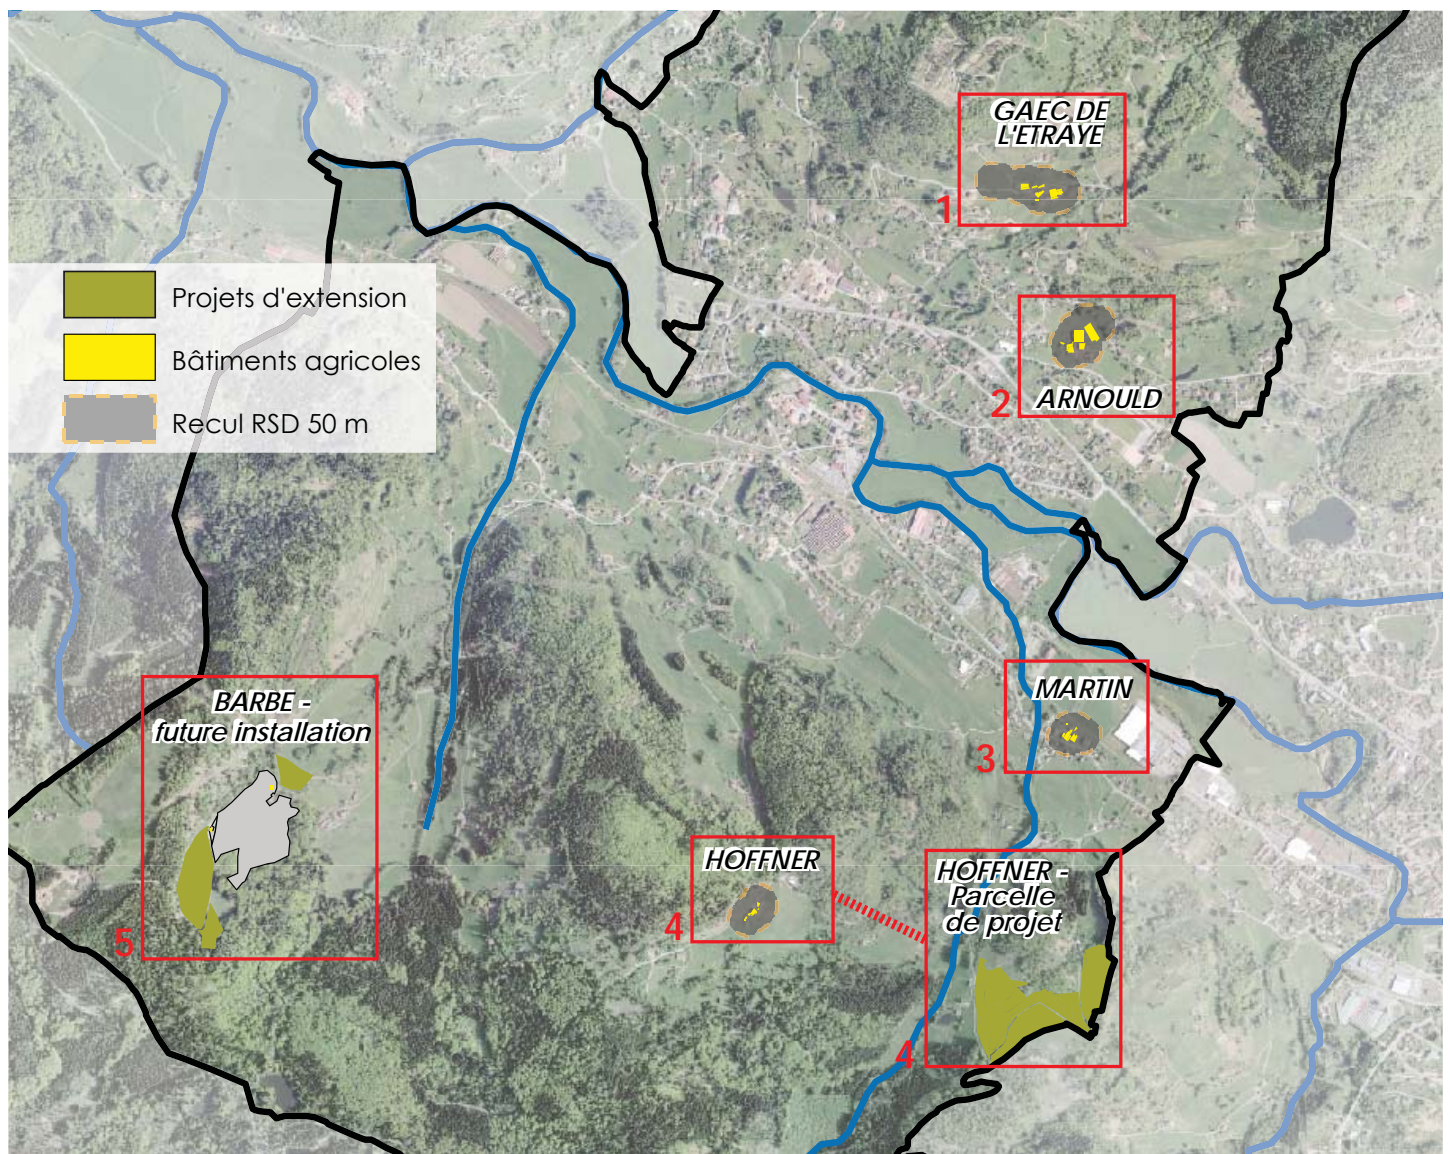 GAEC DE
L'ETRAYE
1
Projets d'extension
Bâtiments agricoles
Recul RSD 50 m
2
ARNOULD
MARTIN
3
BARBE -
future installation
5
HOFFNER
4
HOFFNER -
Parcelle
de projet
4